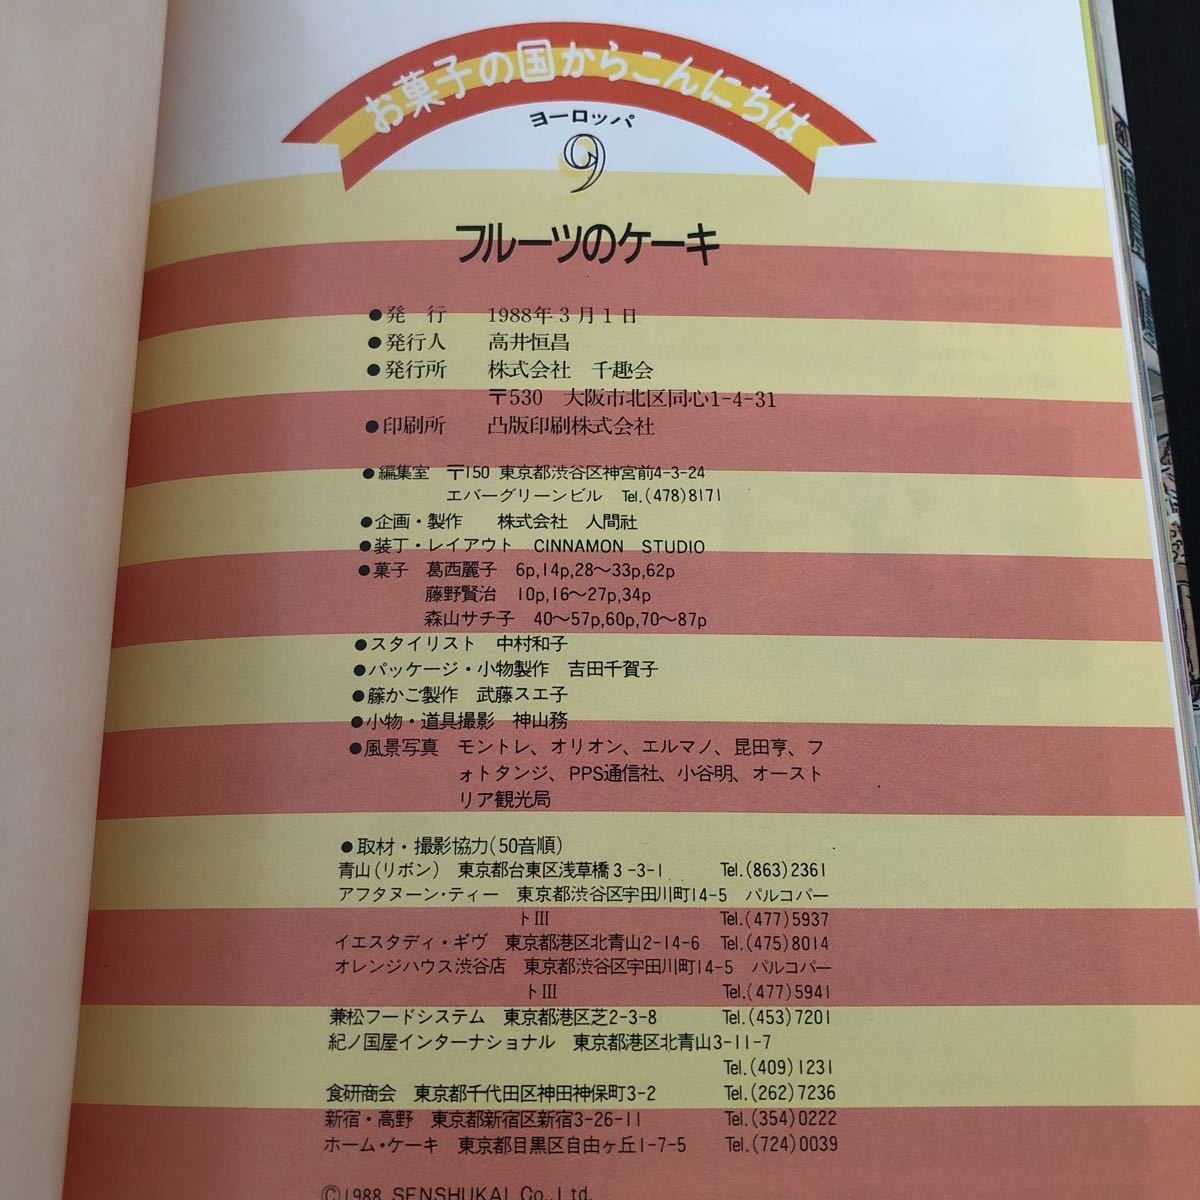 お菓子の国からこんにちは
ヨーロッパ
9
フルーツのケーキ
●発　行　1988年3月1日
●発行人　高井恒昌
●発行所　株式会社　千趣会
〒530　大阪市北区同心1-4-31
●印刷所　凸版印刷株式会社
●編集室　〒150 東京都渋谷区神宮前4-3-24
エバーグリーンビル　Tel.(478)8171
●企画・製作　株式会社　人間社
●装丁・レイアウト　CINNAMON　STUDIO
●菓子　葛西麗子　6p,14p,28〜33p,62p
藤野賢治　10p,16〜27p,34p
森山サチ子　40〜57p,60p,70〜87p
●スタイリスト　中村和子
●パッケージ・小物製作　吉田千賀子
●籐かご製作　武藤スエ子
●小物・道具撮影　神山務
●風景写真　モントレ、オリオン、エルマノ、昆田亨、フ
ォトタンジ、PPS通信社、小谷明、オースト
リア観光局
●取材・撮影協力(50音順)
青山(リボン)　東京都台東区浅草橋3-3-1　Tel.(863)2361
アフタヌーン・ティー　東京都渋谷区宇田川町14-5　パルコパー
トIII　Tel.(477)5937
イエスタディ・ギヴ　東京都港区北青山2-14-6　Tel.(475)8014
オレンジハウス渋谷店　東京都渋谷区宇田川町14-5　パルコパー
トIII　Tel.(477)5941
兼松フードシステム　東京都港区芝2-3-8　Tel.(453)7201
紀ノ国屋インターナショナル　東京都港区北青山3-11-7
Tel.(409)1231
食研商会　東京都千代田区神田神保町3-2　Tel.(262)7236
新宿・高野　東京都新宿区新宿3-26-11　Tel.(354)0222
ホーム・ケーキ　東京都目黒区自由ヶ丘1-7-5　Tel.(724)0039
©1988 SENSHUKAI Co.,Ltd.